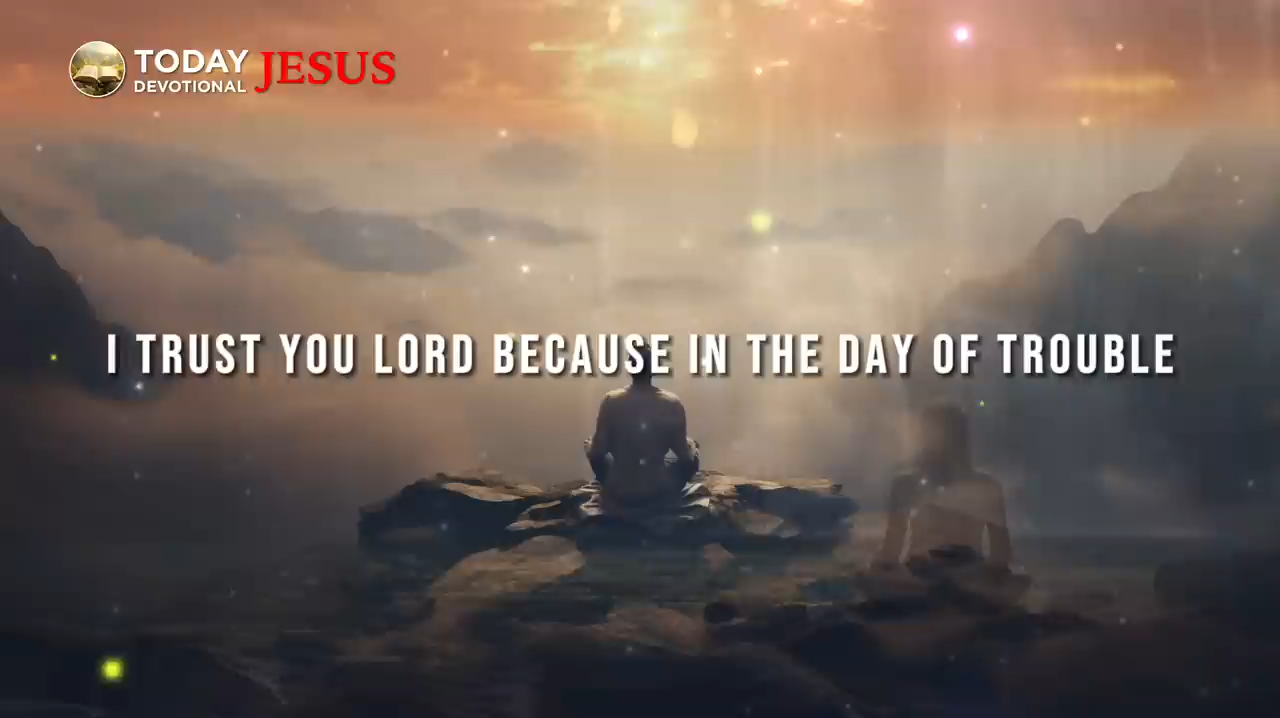 TODAY JESUS
DEVOTIONAL
I TRUST YOU LORD BECAUSE IN THE DAY OF TROUBLE